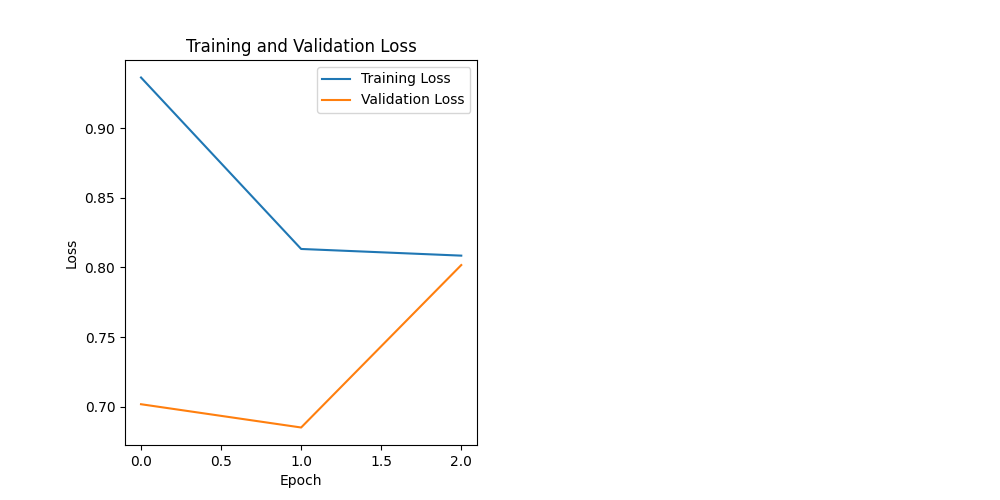 Training and Validation Loss
Training Loss
Validation Loss
0.90
0.85
0.80
0.75
0.70
Loss
0.0 0.5 1.0 1.5 2.0
Epoch